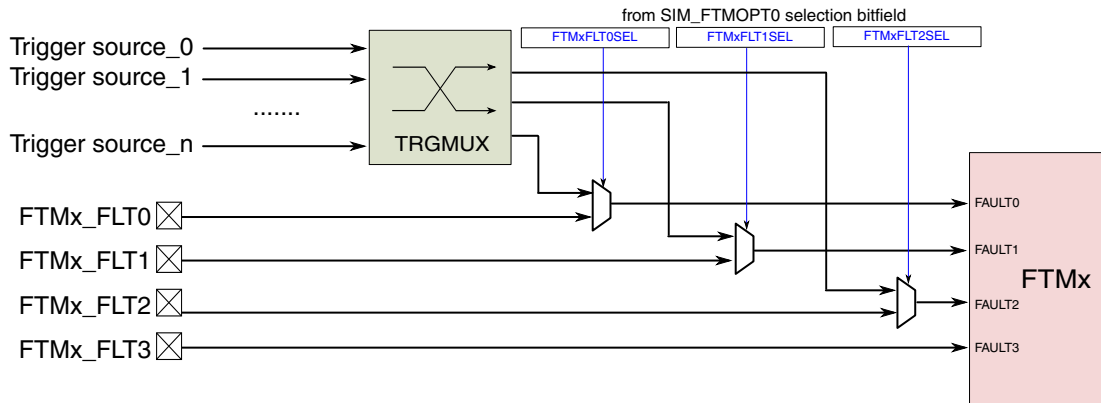 from SIM_FTMOPT0 selection bitfield
FTMxFLT0SEL
FTMxFLT1SEL
FTMxFLT2SEL
Trigger source_0
Trigger source_1
.......
Trigger source_n
TRGMUX
FTMx_FLT0
FTMx_FLT1
FTMx_FLT2
FTMx_FLT3
FAULT0
FAULT1
FTMx
FAULT2
FAULT3